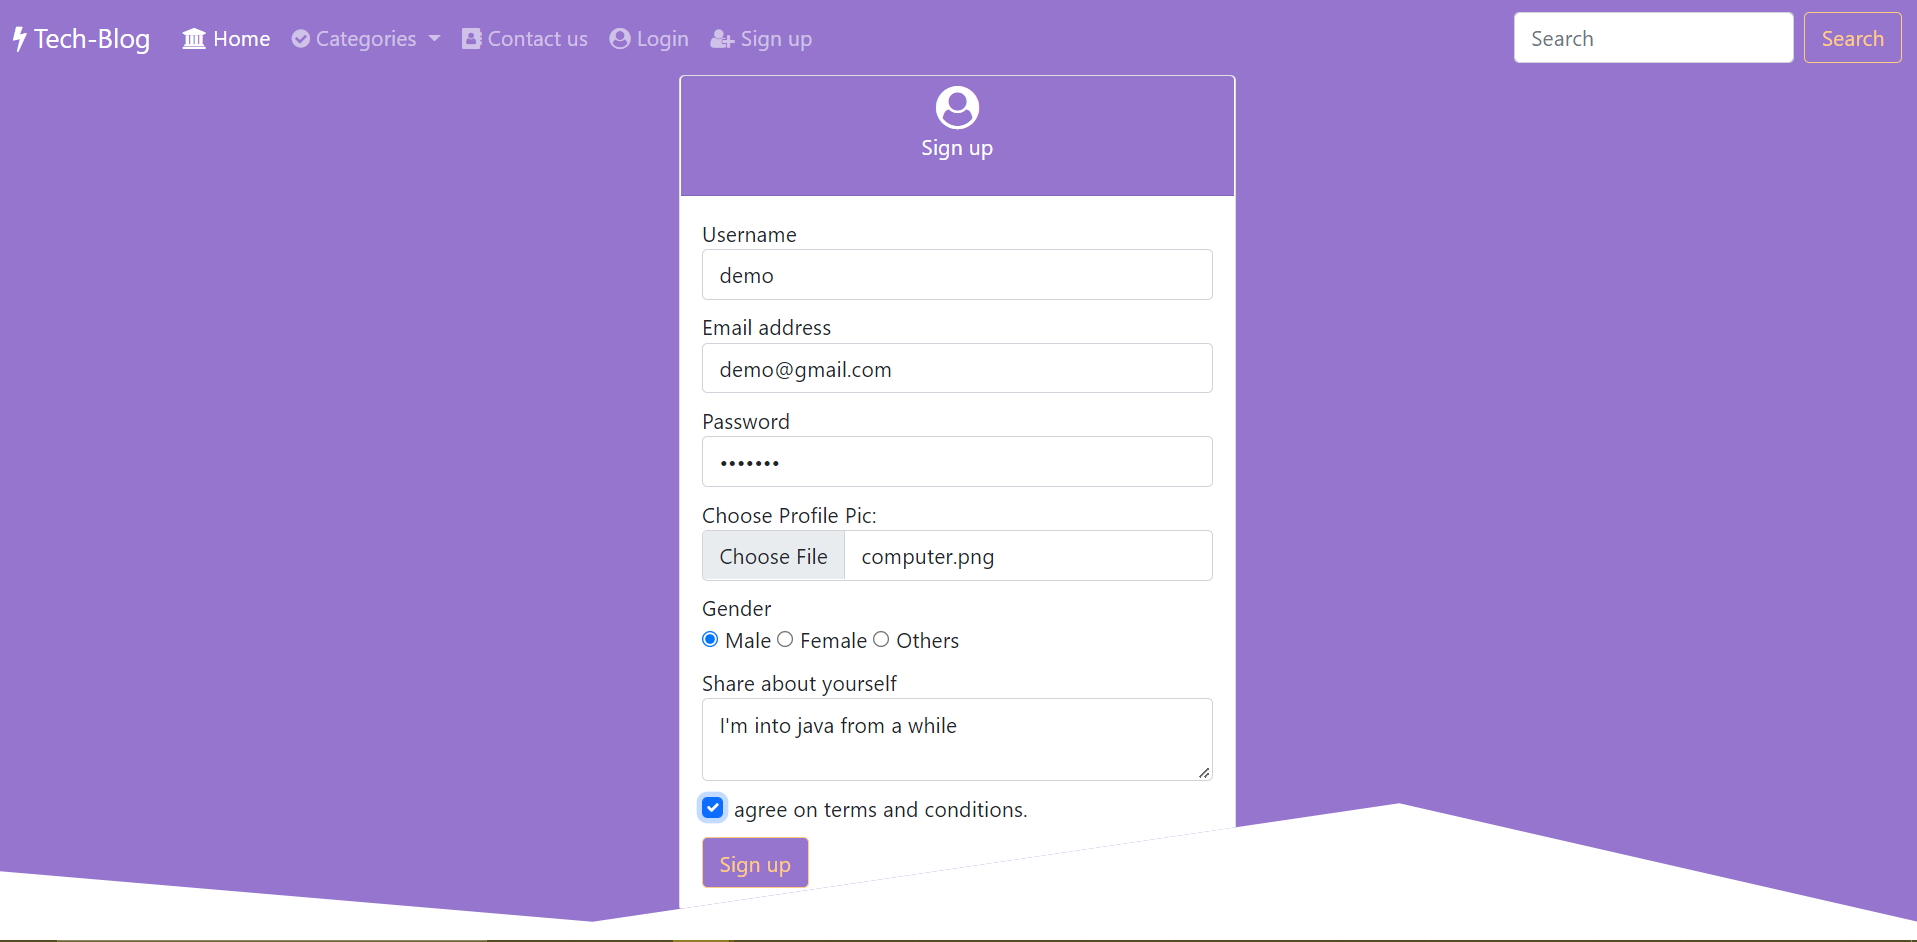 Tech-Blog Home Categories Contact us Login Sign up Search Search
Sign up
Username
demo
Email address
demo@gmail.com
Password
•••••••
Choose Profile Pic:
Choose File computer.png
Gender
Male Female Others
Share about yourself
I'm into java from a while
agree on terms and conditions.
Sign up